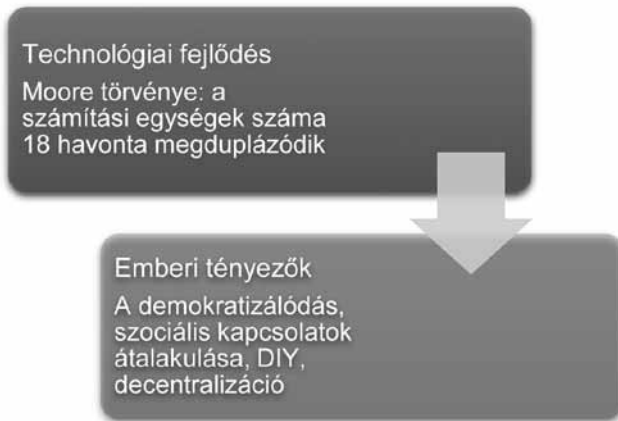 Technológiai fejlődés
Moore törvénye: a
számítási egységek száma
18 havonta megduplázódik
Emberi tényezők
A demokratizálódás,
szociális kapcsolatok
átalakulása, DIY,
decentralizáció